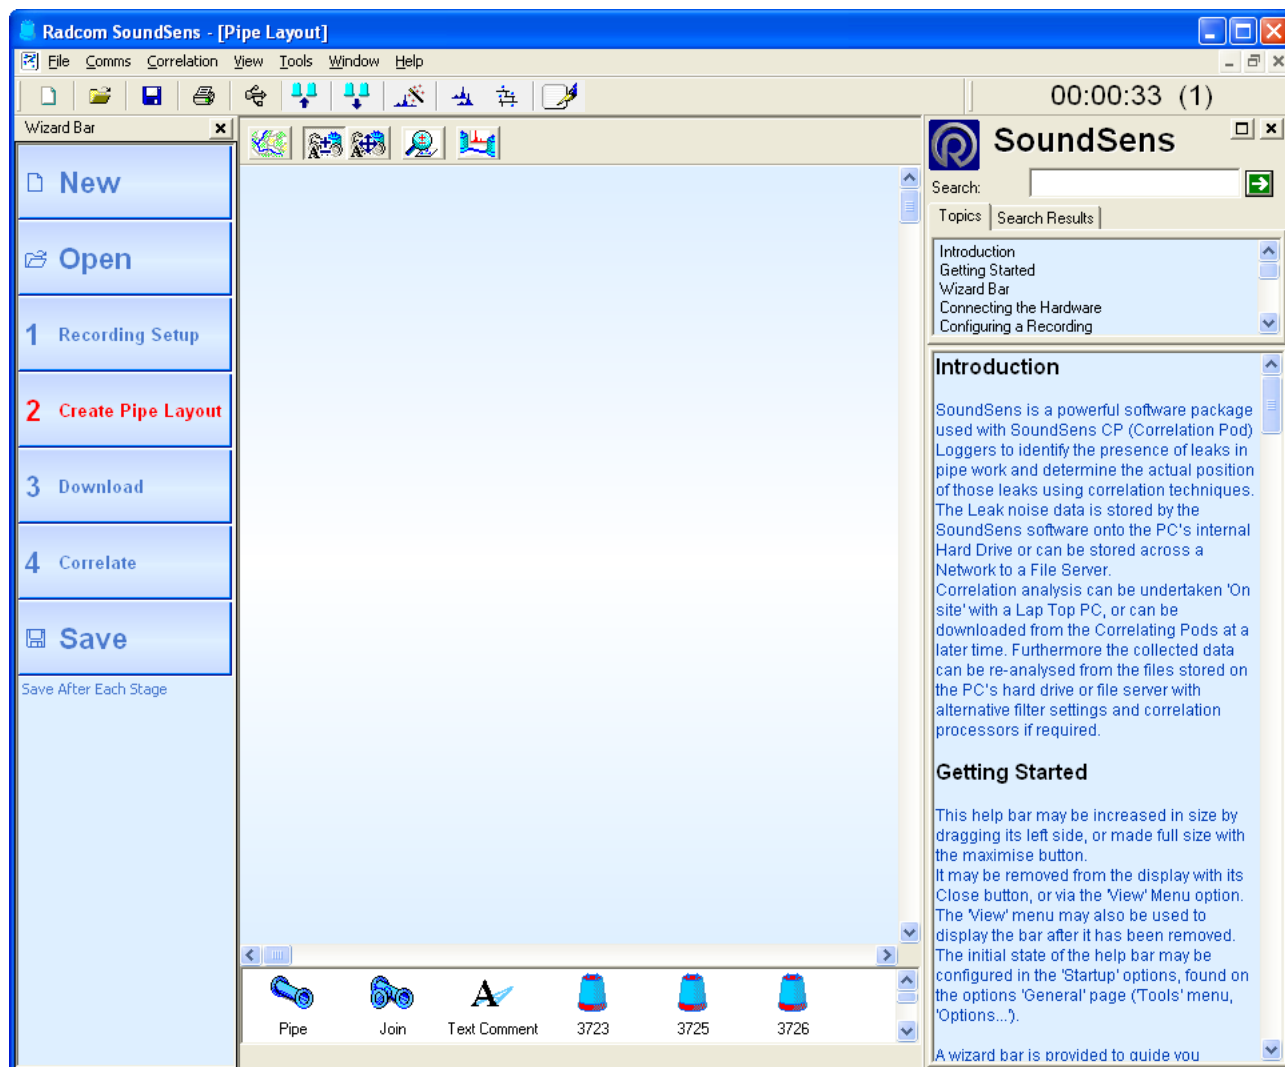 Radcom SoundSens - [Pipe Layout]
File Comms Correlation View Tools Window Help
00:00:33 (1)
Wizard Bar
New
Open
1 Recording Setup
2 Create Pipe Layout
3 Download
4 Correlate
Save
Save After Each Stage
A
A
Pipe
Join
A
Text Comment
3723
3725
3726
SoundSens
Search:
Topics
Search Results
Introduction
Getting Started
Wizard Bar
Connecting the Hardware
Configuring a Recording
Introduction
SoundSens is a powerful software package
used with SoundSens CP (Correlation Pod)
Loggers to identify the presence of leaks in
pipe work and determine the actual position
of those leaks using correlation techniques.
The Leak noise data is stored by the
SoundSens software onto the PC's internal
Hard Drive or can be stored across a
Network to a File Server.
Correlation analysis can be undertaken 'On
site' with a Lap Top PC, or can be
downloaded from the Correlating Pods at a
later time. Furthermore the collected data
can be re-analysed from the files stored on
the PC's hard drive or file server with
alternative filter settings and correlation
processors if required.
Getting Started
This help bar may be increased in size by
dragging its left side, or made full size with
the maximise button.
It may be removed from the display with its
Close button, or via the 'View' Menu option.
The 'View' menu may also be used to
display the bar after it has been removed.
The initial state of the help bar may be
configured in the 'Startup' options, found on
the options 'General' page ('Tools' menu,
'Options...').
A wizard bar is provided to guide you